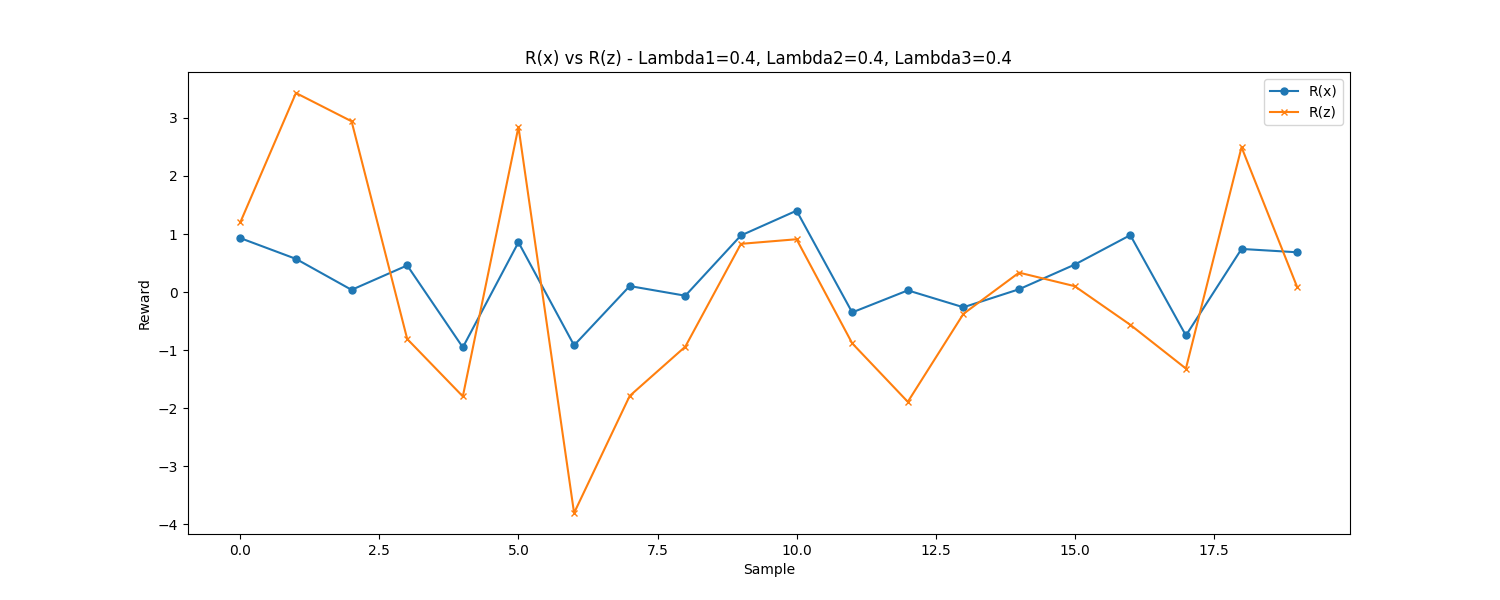 R(x) vs R(z) - Lambda1=0.4, Lambda2=0.4, Lambda3=0.4
R(x)
R(z)
3
2
1
0
−1
−2
−3
−4
Reward
0.0 2.5 5.0 7.5 10.0 12.5 15.0 17.5
Sample